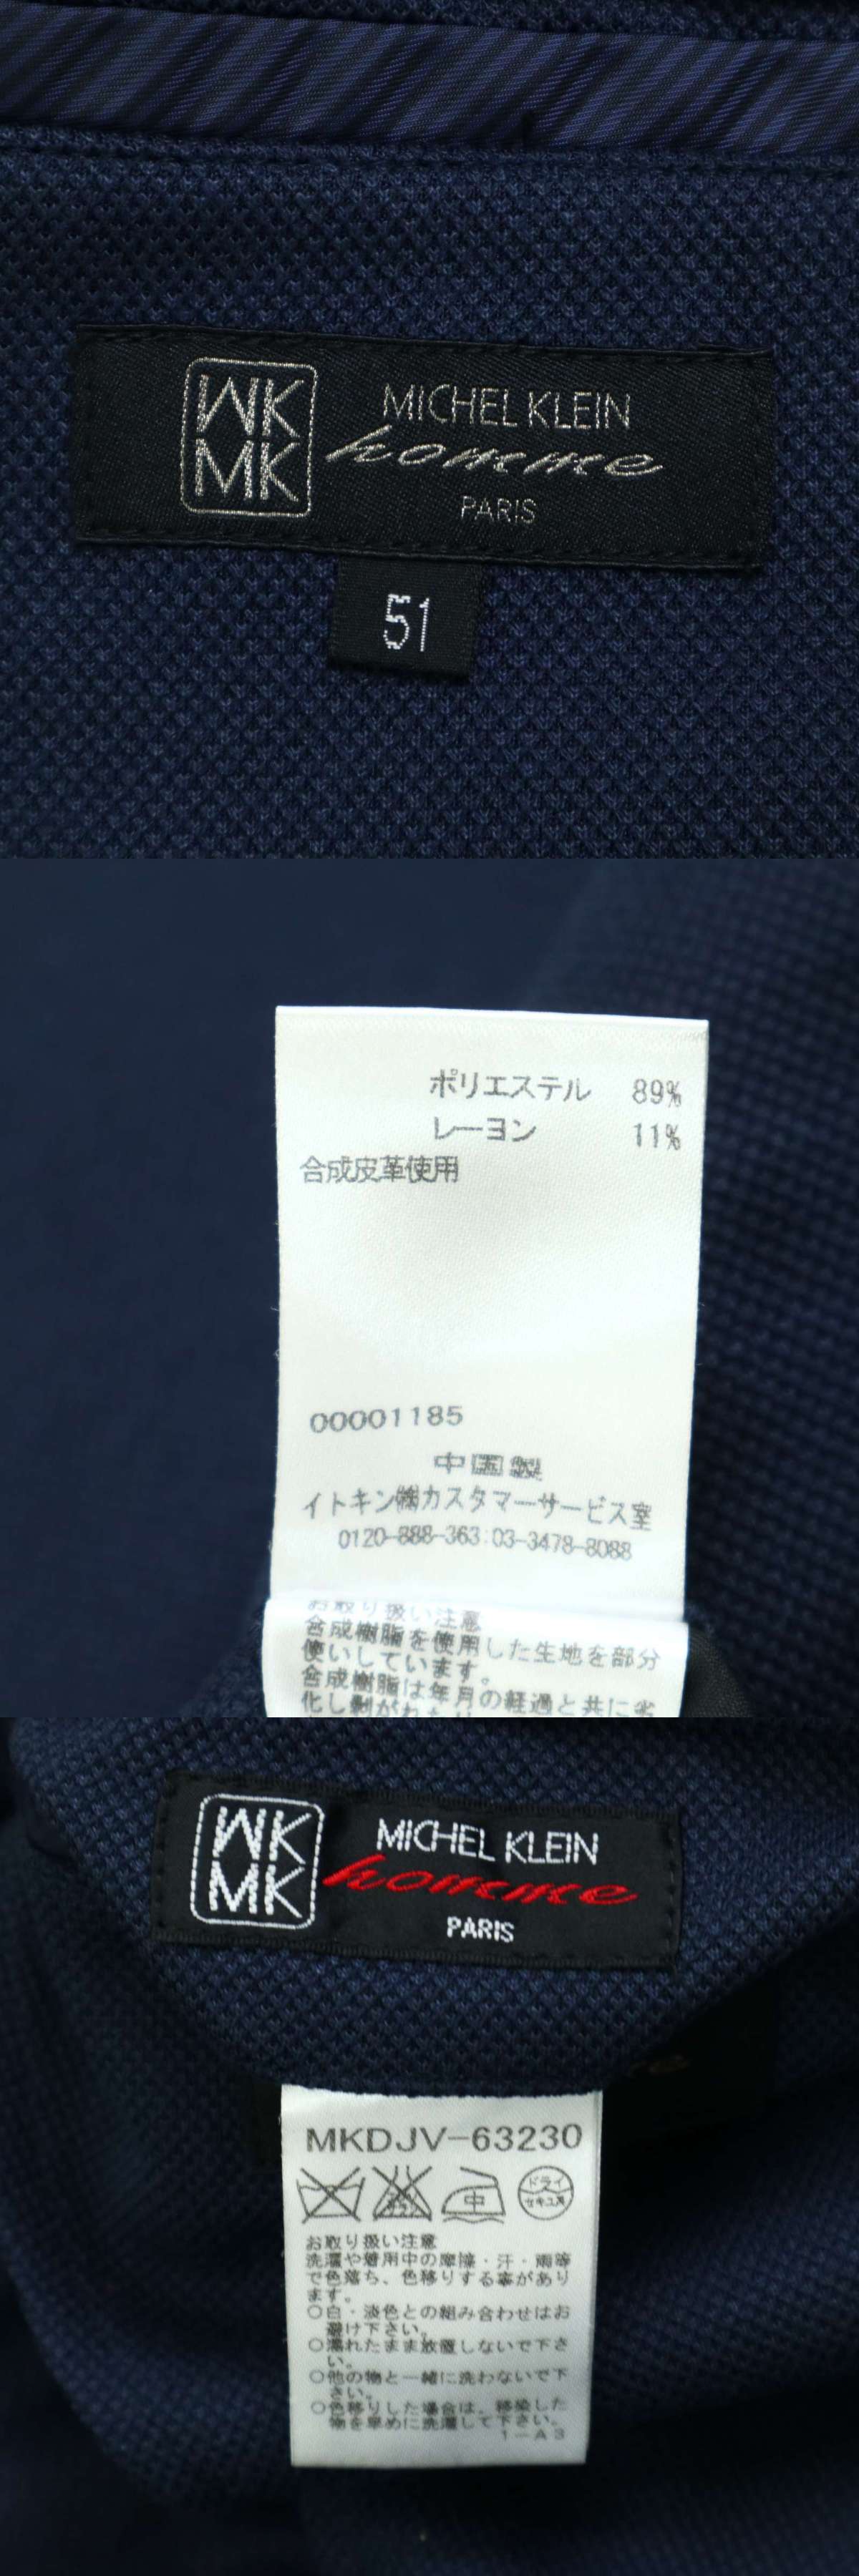 WK
MK
MICHEL KLEIN
homme
PARIS
51
ポリエステル 89%
レーヨン 11%
合成皮革使用
00001185
中国製
イトキン㈱カスタマーサービス室
0120-888-363:03-3478-8088
お取り扱い注意
合成樹脂を使用した生地を部分
使いしています。
合成樹脂は年月の経過と共に劣
化し剥がれたり
WK
MK
MICHEL KLEIN
homme
PARIS
MKDJV-63230
中
ドライ
セキユ系
お取り扱い注意
洗濯や着用中の摩擦・汗・雨等
で色落ち、色移りする事があり
ます。
○白・淡色との組み合わせはお
避け下さい。
○濡れたまま放置しないで下さ
い。
○他の物と一緒に洗わないで下
さい。
○色移りした場合は、移染した
物を早めに洗濯して下さい。
1-A3